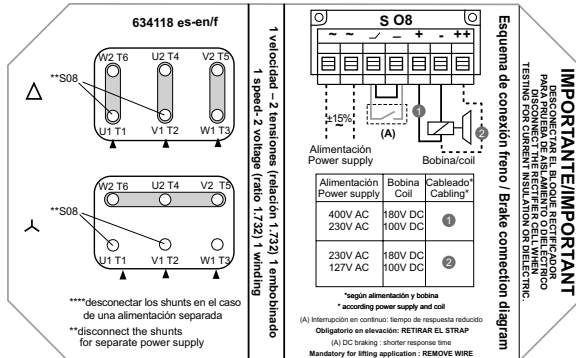 634118 es-en/f
W2 T6 U2 T4 V2 T5
**S08
U1 T1 V1 T2 W1 T3
Δ
W2 T6 U2 T4 V2 T5
**S08
U1 T1 V1 T2 W1 T3
****desconectar los shunts en el caso
de una alimentación separada
**disconnect the shunts
for separate power supply
1 velocidad – 2 tensiones (relación 1.732) 1 embobinado
1 speed- 2 voltage (ratio 1.732) 1 winding
S O8
~ ~ + - ++
±15%
~
(A)
1
2
Alimentación
Power supply
Bobina/coil
Alimentación Bobina Cableado*
Power supply Coil Cabling*
400V AC 180V DC 1
230V AC 100V DC
230V AC 180V DC 2
127V AC 100V DC
*según alimentación y bobina
* according power supply and coil
(A) Interrupción en continuo: tiempo de respuesta reducido
Obligatorio en elevación: RETIRAR EL STRAP
(A) DC braking : shorter response time
Mandatory for lifting application : REMOVE WIRE
Esquema de conexión freno / Brake connection diagram
IMPORTANTE/IMPORTANT
DESCONECTAR EL BLOQUE RECTIFICADOR
PARA PRUEBA DE AISLAMIENTO O DIELÉCTRICO
DISCONNECT THE RECTIFIER CELL WHEN
TESTING FOR CURRENT INSULATION OR DIELECTRIC.